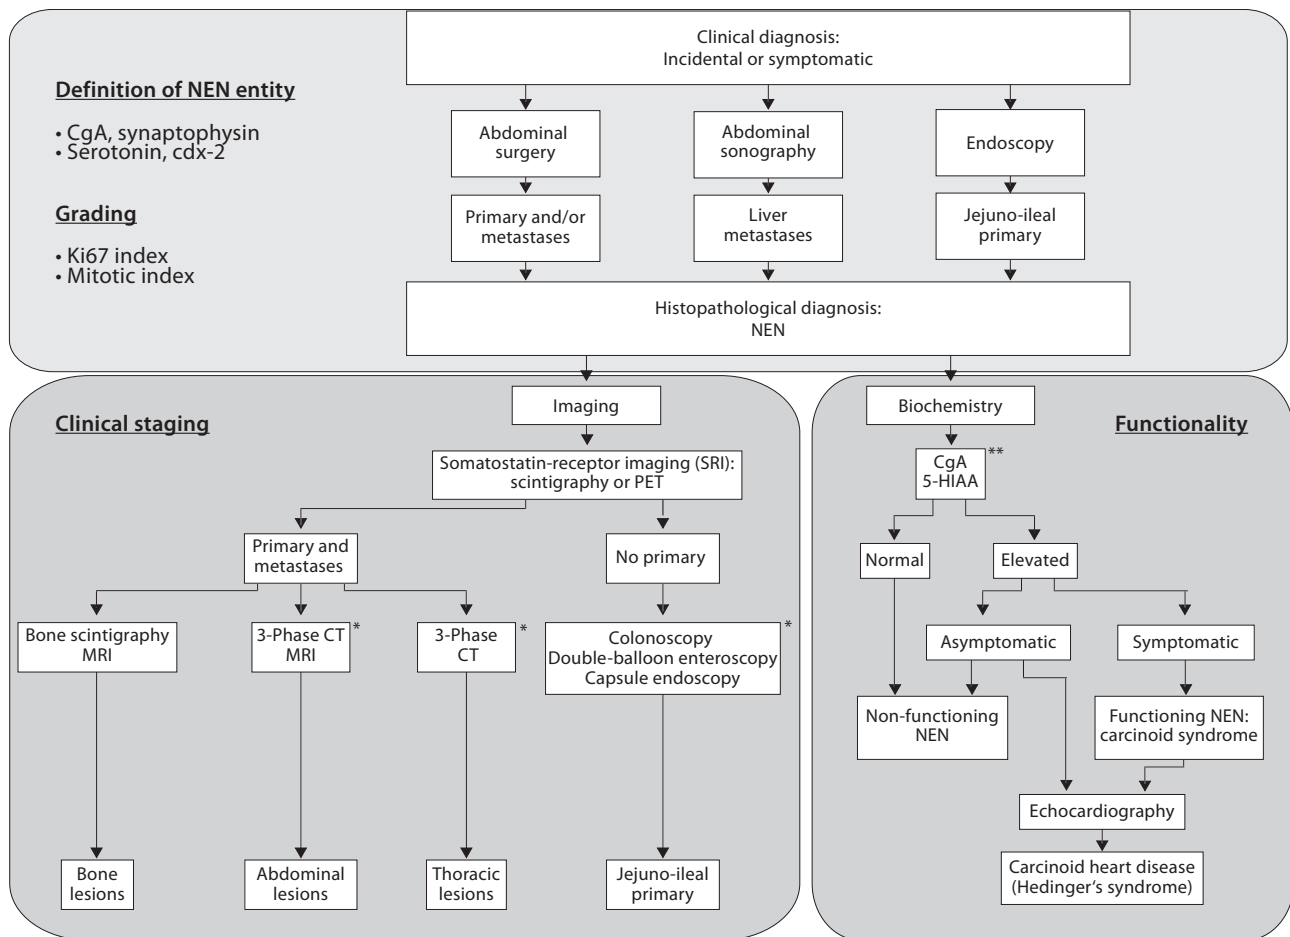 Clinical diagnosis:
Incidental or symptomatic
Definition of NEN entity
• CgA, synaptophysin
• Serotonin, cdx-2
Grading
• Ki67 index
• Mitotic index
Abdominal
surgery
Abdominal
sonography
Endoscopy
Primary and/or
metastases
Liver
metastases
Jejuno-ileal
primary
Histopathological diagnosis:
NEN
Clinical staging
Imaging
Somatostatin-receptor imaging (SRI):
scintigraphy or PET
Primary and
metastases
No primary
Bone scintigraphy
MRI
3-Phase CT *
MRI
3-Phase *
CT
Colonoscopy *
Double-balloon enteroscopy
Capsule endoscopy
Bone
lesions
Abdominal
lesions
Thoracic
lesions
Jejuno-ileal
primary
Functionality
Biochemistry
CgA **
5-HIAA
Normal
Elevated
Asymptomatic
Symptomatic
Non-functioning
NEN
Functioning NEN:
carcinoid syndrome
Echocardiography
Carcinoid heart disease
(Hedinger's syndrome)